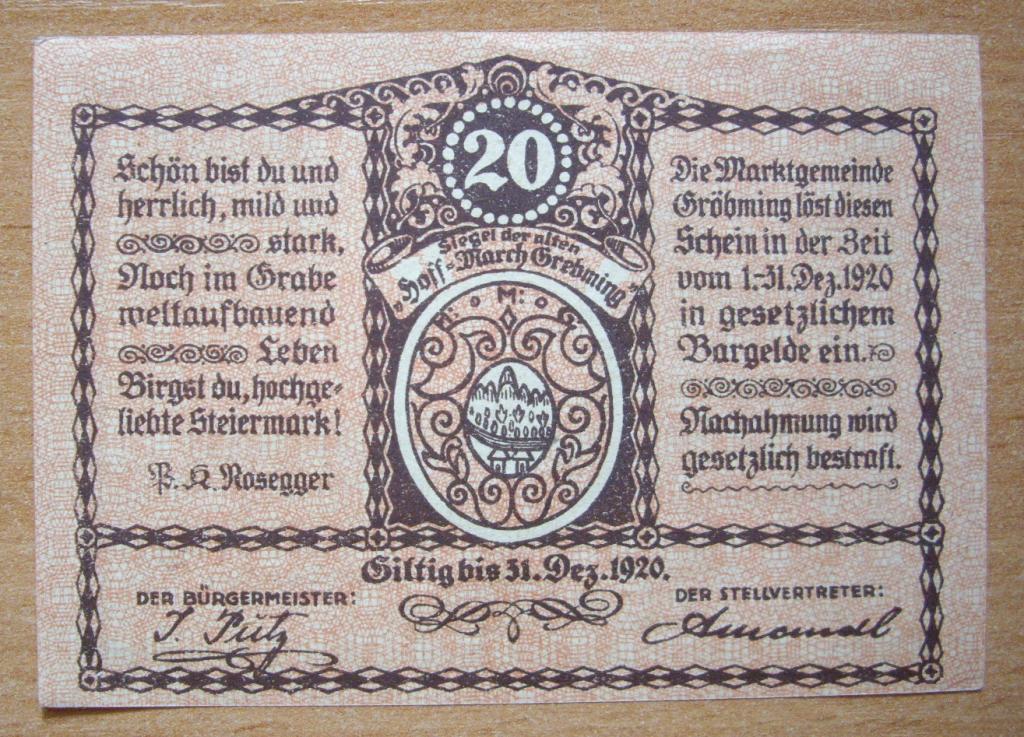 20
Siegel der alten
"Hoff=March Grebming"
M:
G
Schön bist du und
herrlich, mild und
stark,
Noch im Grabe
weltaufbauend
Leben
Birgst du, hochge=
liebte Steiermark!
P. K. Rosegger
Die Marktgemeinde
Gröbming löst diesen
Schein in der Zeit
vom 1.-31. Dez. 1920
in gesetzlichem
Bargelde ein.
Nachahmung wird
gesetzlich bestraft.
Giltig bis 31. Dez. 1920.
DER BÜRGERMEISTER:
DER STELLVERTRETER: